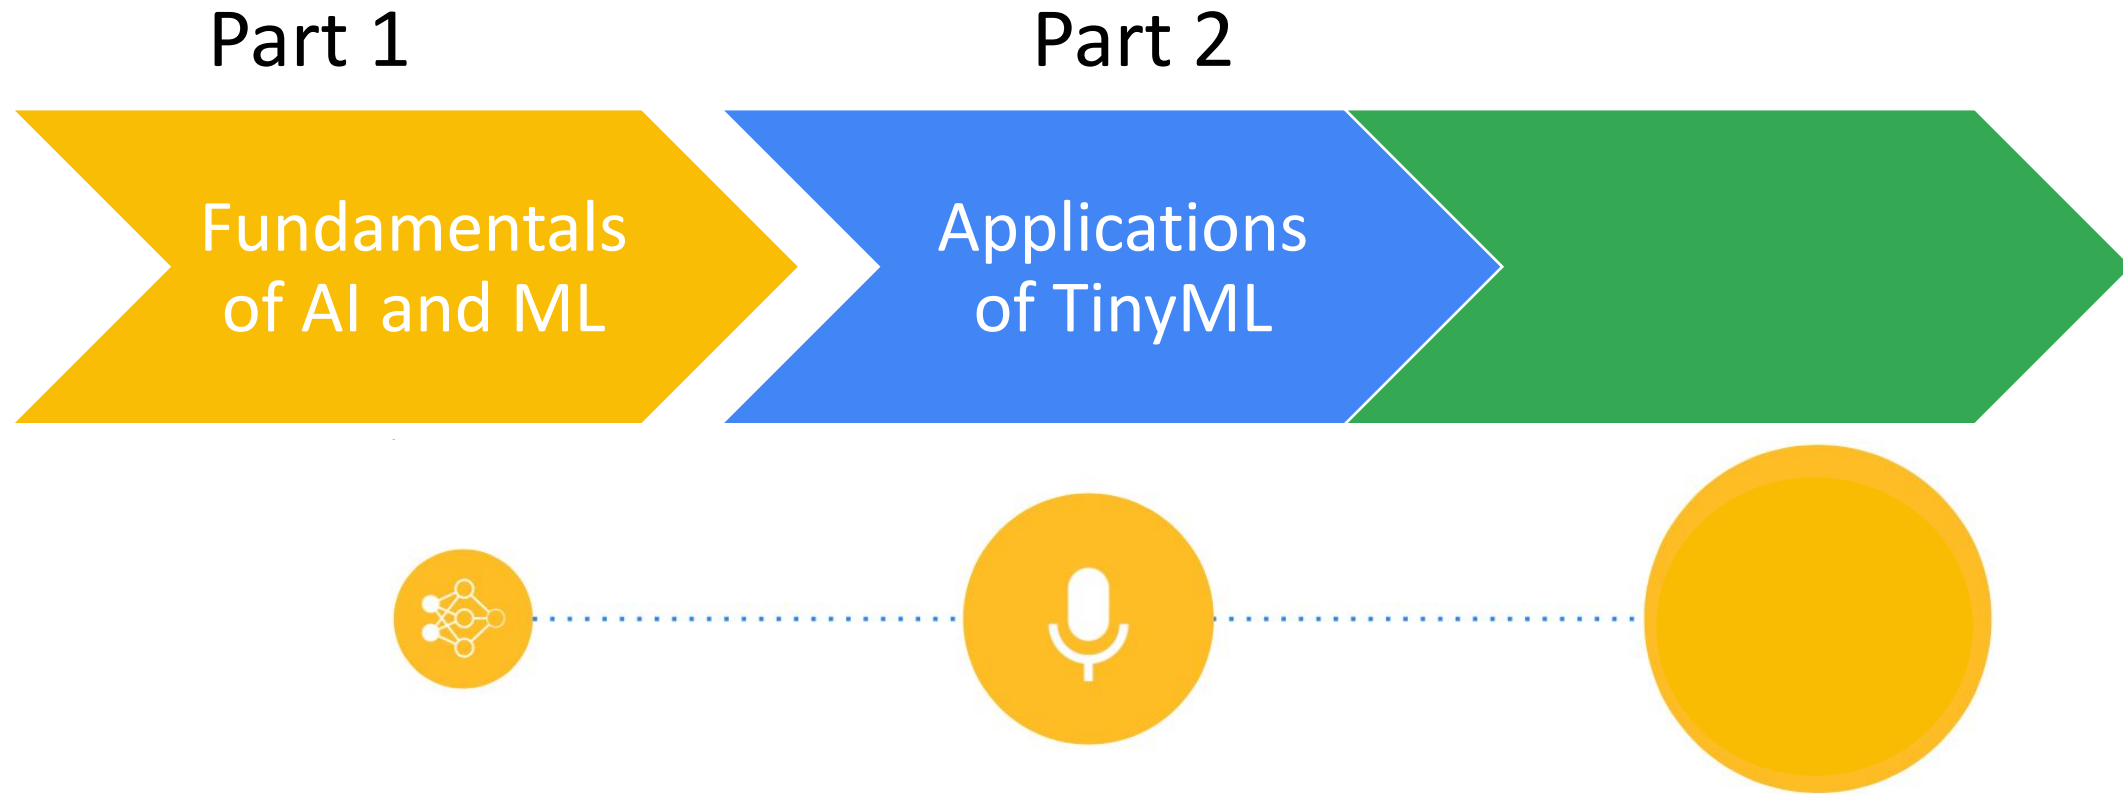 Part 1
Part 2
Fundamentals
of AI and ML
Applications
of TinyML